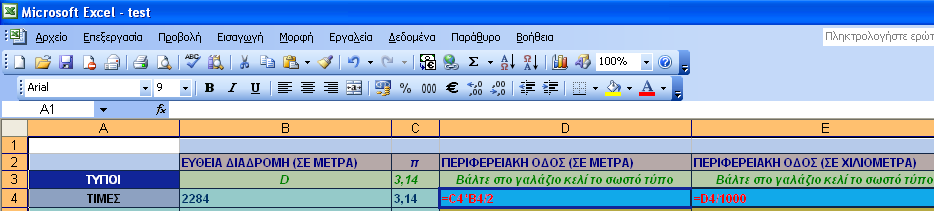 Microsoft Excel - test
Αρχείο Επεξεργασία Προβολή Εισαγωγή Μορφή Εργαλεία Δεδομένα Παράθυρο Βοήθεια
Πληκτρολογήστε ερώτ
100%
Arial 9 B I U % 000 €
A1 fx
A B C D E
1
2 ΕΥΘΕΙΑ ΔΙΑΔΡΟΜΗ (ΣΕ ΜΕΤΡΑ) π ΠΕΡΙΦΕΡΕΙΑΚΗ ΟΔΟΣ (ΣΕ ΜΕΤΡΑ) ΠΕΡΙΦΕΡΕΙΑΚΗ ΟΔΟΣ (ΣΕ ΧΙΛΙΟΜΕΤΡΑ)
3 ΤΥΠΟΙ D 3,14 Βάλτε στο γαλάζιο κελί το σωστό τύπο Βάλτε στο γαλάζιο κελί το σωστό τύπο
4 ΤΙΜΕΣ 2284 3,14 =C4*B4/2 =D4/1000